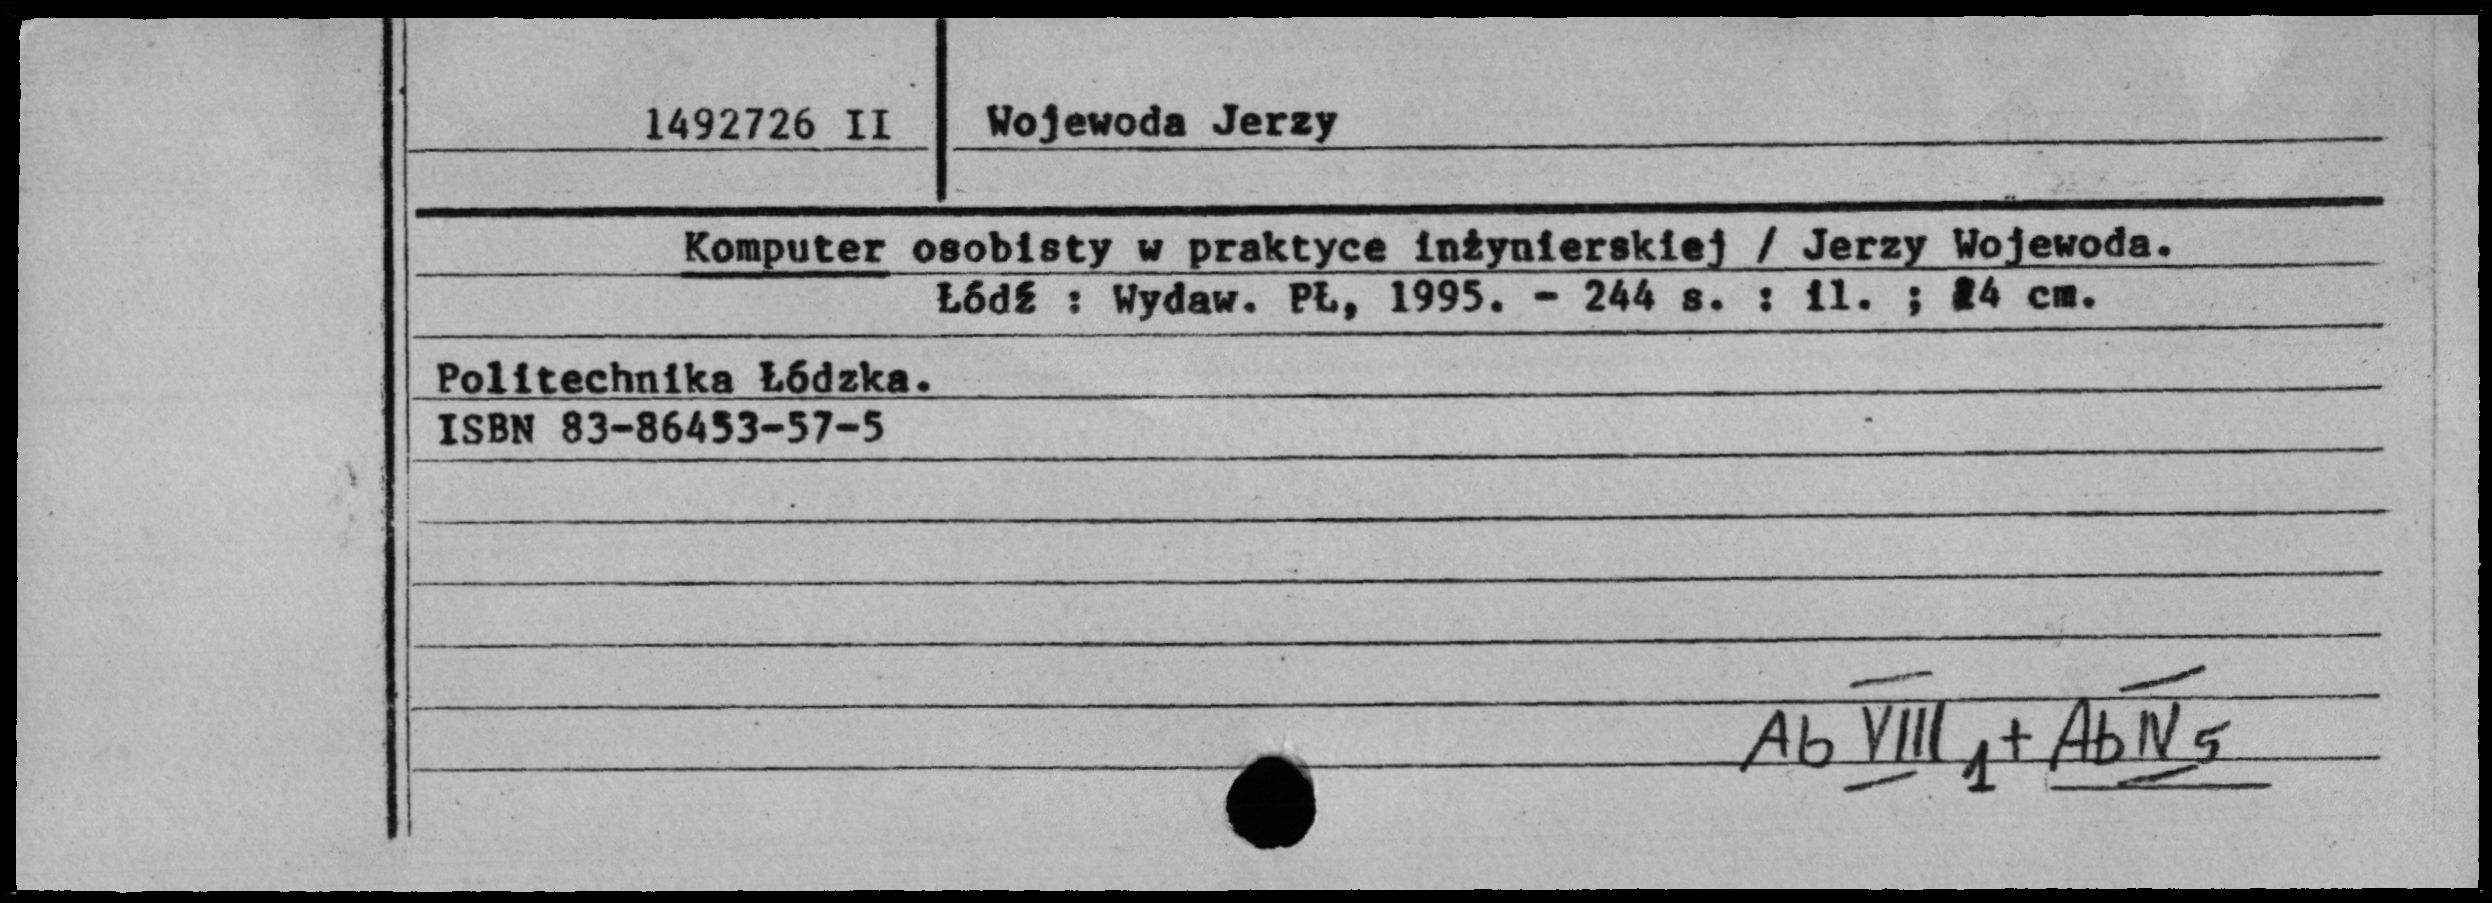 1492726 II
Wojewoda Jerzy
Komputer osobisty w praktyce inżynierskiej / Jerzy Wojewoda.
Łódź : Wydaw. PŁ, 1995. - 244 s. : il. ; 24 cm.
Politechnika Łódzka.
ISBN 83-86453-57-5
Ab VIII 1 + Ab IV 5